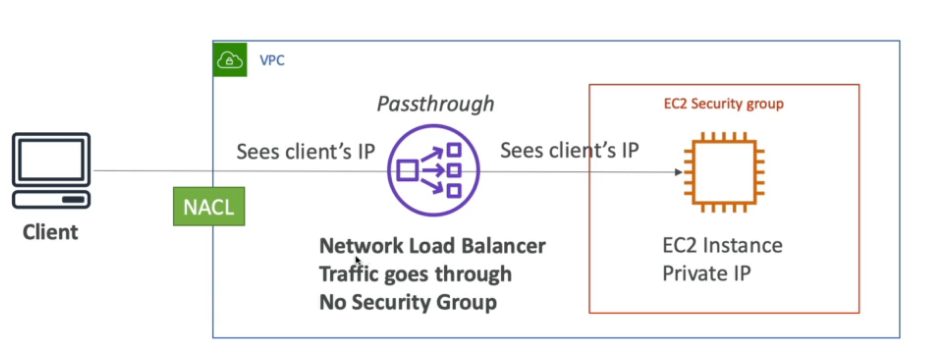 VPC
Passthrough
EC2 Security group
Sees client's IP
Sees client's IP
NACL
Client
Network Load Balancer
Traffic goes through
No Security Group
EC2 Instance
Private IP